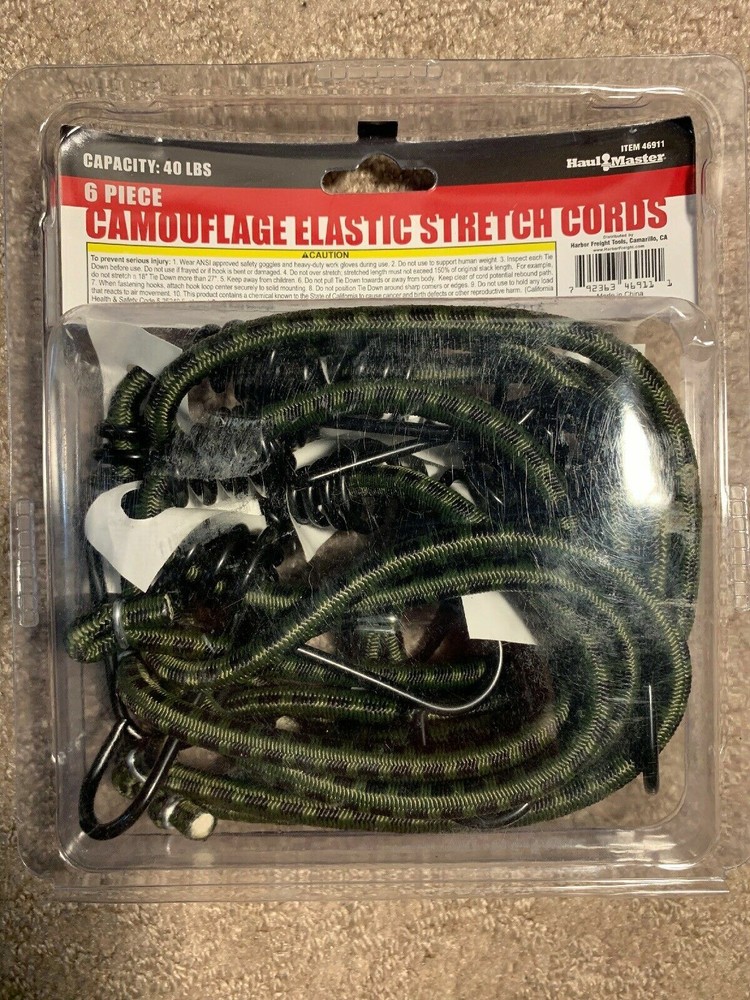 CAPACITY: 40 LBS
ITEM 46911
Haul Master
6 PIECE
CAMOUFLAGE ELASTIC STRETCH CORDS
CAUTION
To prevent serious injury: 1. Wear ANSI approved safety goggles and heavy-duty work gloves during use. 2. Do not use to support human weight. 3. Inspect each Tie
Down before use. Do not use if frayed or if hook is bent or damaged. 4. Do not over stretch; stretched length must not exceed 150% of original slack length. For example,
do not stretch a 18" Tie Down more than 27". 5. Keep away from children. 6. Do not pull Tie Down towards or away from body. Keep clear of cord potential rebound path.
7. When fastening hooks, attach hook loop center securely to solid mounting. 8. Do not position Tie Down around sharp corners or edges. 9. Do not use to hold any load
that reacts to air movement. 10. This product contains a chemical known to the State of California to cause cancer and birth defects or other reproductive harm. (California
Health & Safety Code
Distributed by
Harbor Freight Tools, Camarillo, CA
www.HarborFreight.com
7 92363 46911 1
Made in China